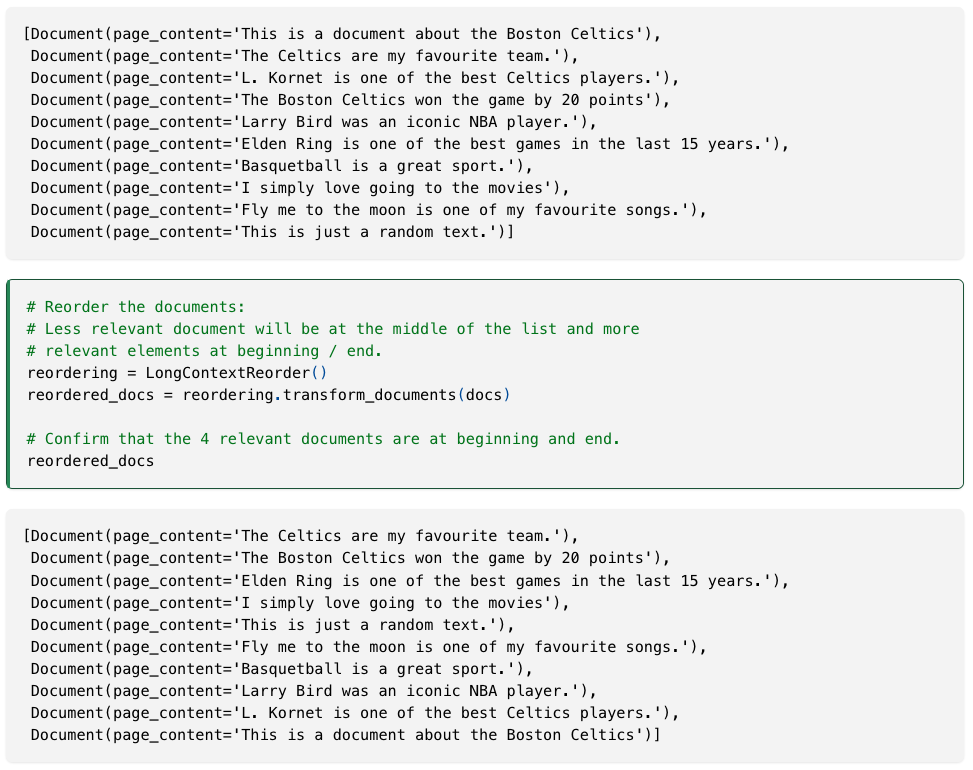 [Document(page_content='This is a document about the Boston Celtics'),
Document(page_content='The Celtics are my favourite team.'),
Document(page_content='L. Kornet is one of the best Celtics players.'),
Document(page_content='The Boston Celtics won the game by 20 points'),
Document(page_content='Larry Bird was an iconic NBA player.'),
Document(page_content='Elden Ring is one of the best games in the last 15 years.'),
Document(page_content='Basquetball is a great sport.'),
Document(page_content='I simply love going to the movies'),
Document(page_content='Fly me to the moon is one of my favourite songs.'),
Document(page_content='This is just a random text.')]
# Reorder the documents:
# Less relevant document will be at the middle of the list and more
# relevant elements at beginning / end.
reordering = LongContextReorder()
reordered_docs = reordering.transform_documents(docs)
# Confirm that the 4 relevant documents are at beginning and end.
reordered_docs
[Document(page_content='The Celtics are my favourite team.'),
Document(page_content='The Boston Celtics won the game by 20 points'),
Document(page_content='Elden Ring is one of the best games in the last 15 years.'),
Document(page_content='I simply love going to the movies'),
Document(page_content='This is just a random text.'),
Document(page_content='Fly me to the moon is one of my favourite songs.'),
Document(page_content='Basquetball is a great sport.'),
Document(page_content='Larry Bird was an iconic NBA player.'),
Document(page_content='L. Kornet is one of the best Celtics players.'),
Document(page_content='This is a document about the Boston Celtics')]